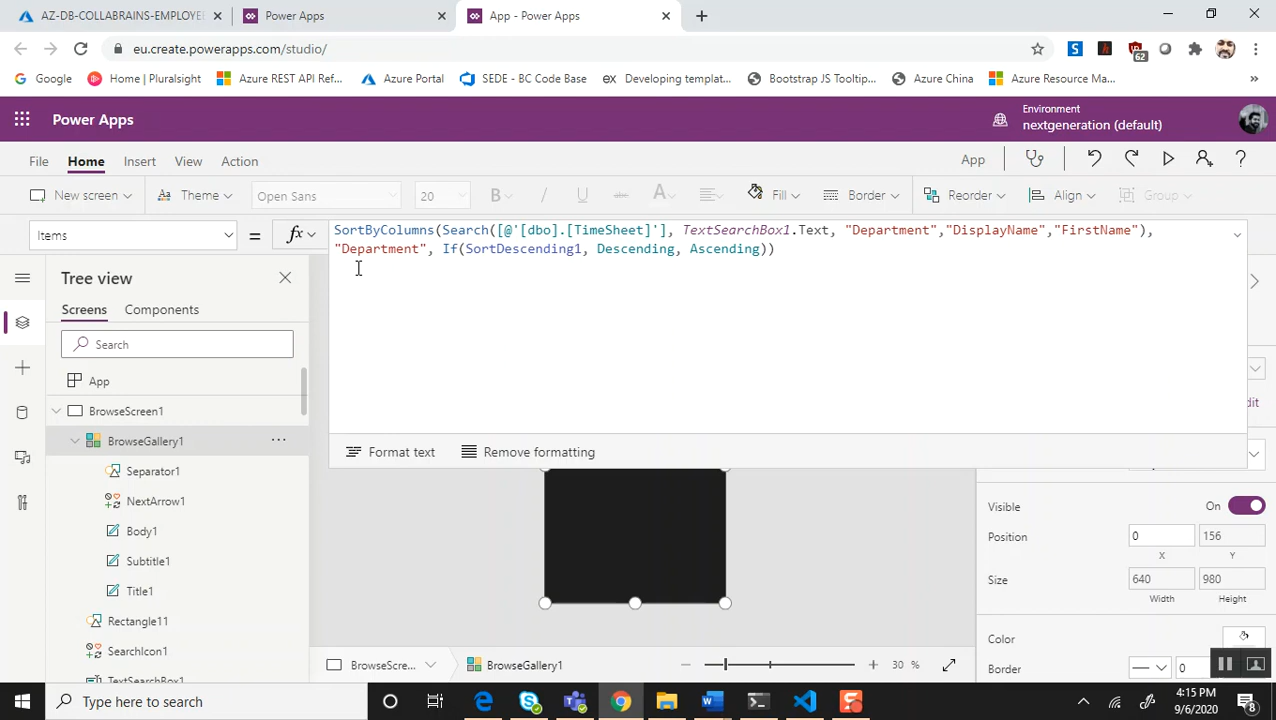 AZ-DB-COLLABRAINS-EMPLOYEE
Power Apps
App - Power Apps
eu.create.powerapps.com/studio/
62
Google
Home | Pluralsight
Azure REST API Ref...
Azure Portal
SEDE - BC Code Base
Developing templat...
Bootstrap JS Tooltip...
Azure China
Azure Resource Ma...
Power Apps
Environment
nextgeneration (default)
File
Home
Insert
View
Action
App
New screen
Theme
Open Sans
20
Fill
Border
Reorder
Align
Group
Items
=
fx
SortByColumns(Search([@'[dbo].[TimeSheet]'], TextSearchBox1.Text, "Department","DisplayName","FirstName"),
"Department", If(SortDescending1, Descending, Ascending))
Format text
Remove formatting
Tree view
Screens
Components
Search
App
BrowseScreen1
BrowseGallery1
Separator1
NextArrow1
Body1
Subtitle1
Title1
Rectangle11
SearchIcon1
TextSearchBox1
Visible
On
Position
0
156
X
Y
Size
640
980
Width
Height
Color
Border
0
BrowseScre...
BrowseGallery1
30 %
Type here to search
4:15 PM
9/6/2020
8